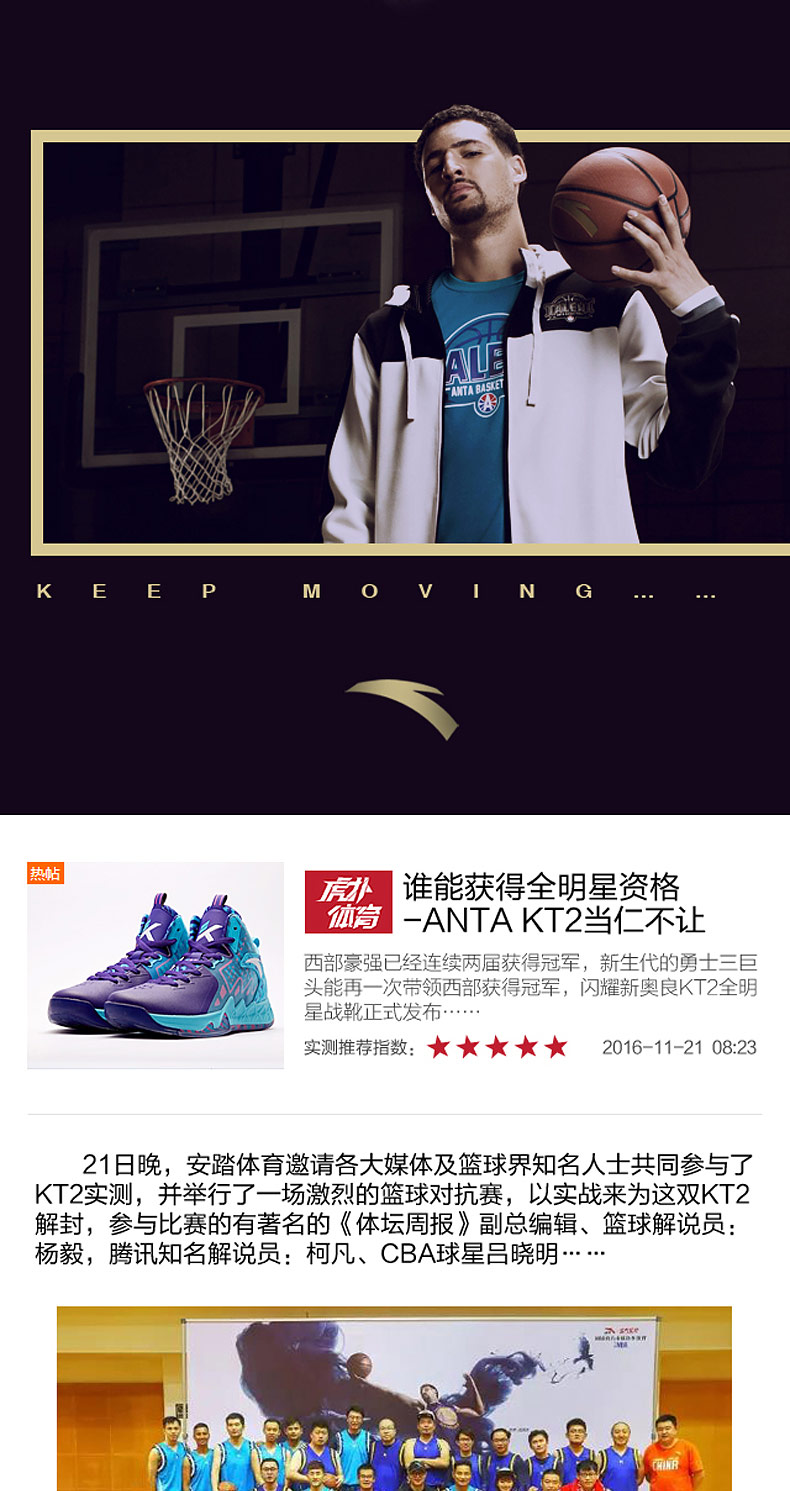 ALE
ANTA BASKET
KEEP MOVING… …
热帖
虎扑
体育
谁能获得全明星资格
-ANTA KT2当仁不让
西部豪强已经连续两届获得冠军，新生代的勇士三巨
头能再一次带领西部获得冠军，闪耀新奥良KT2全明
星战靴正式发布……
实测推荐指数：★★★★★ 2016-11-21 08:23
21日晚，安踏体育邀请各大媒体及篮球界知名人士共同参与了
KT2实测，并举行了一场激烈的篮球对抗赛，以实战来为这双KT2
解封，参与比赛的有著名的《体坛周报》副总编辑、篮球解说员：
杨毅，腾讯知名解说员：柯凡、CBA球星吕晓明… …
CHINA